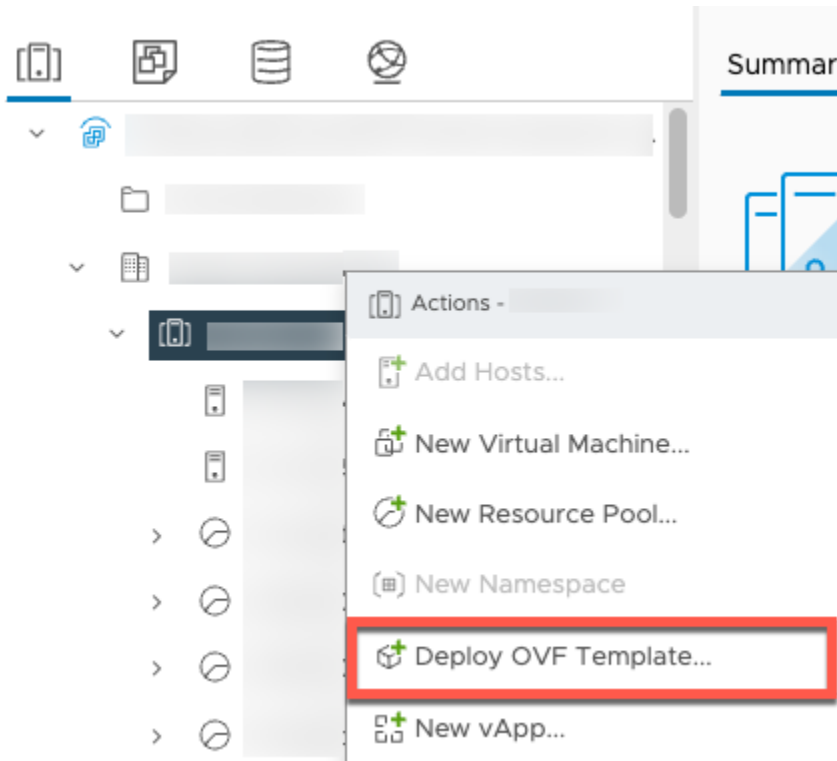 Summar
Actions -
Add Hosts...
New Virtual Machine...
New Resource Pool...
New Namespace
Deploy OVF Template...
New vApp...